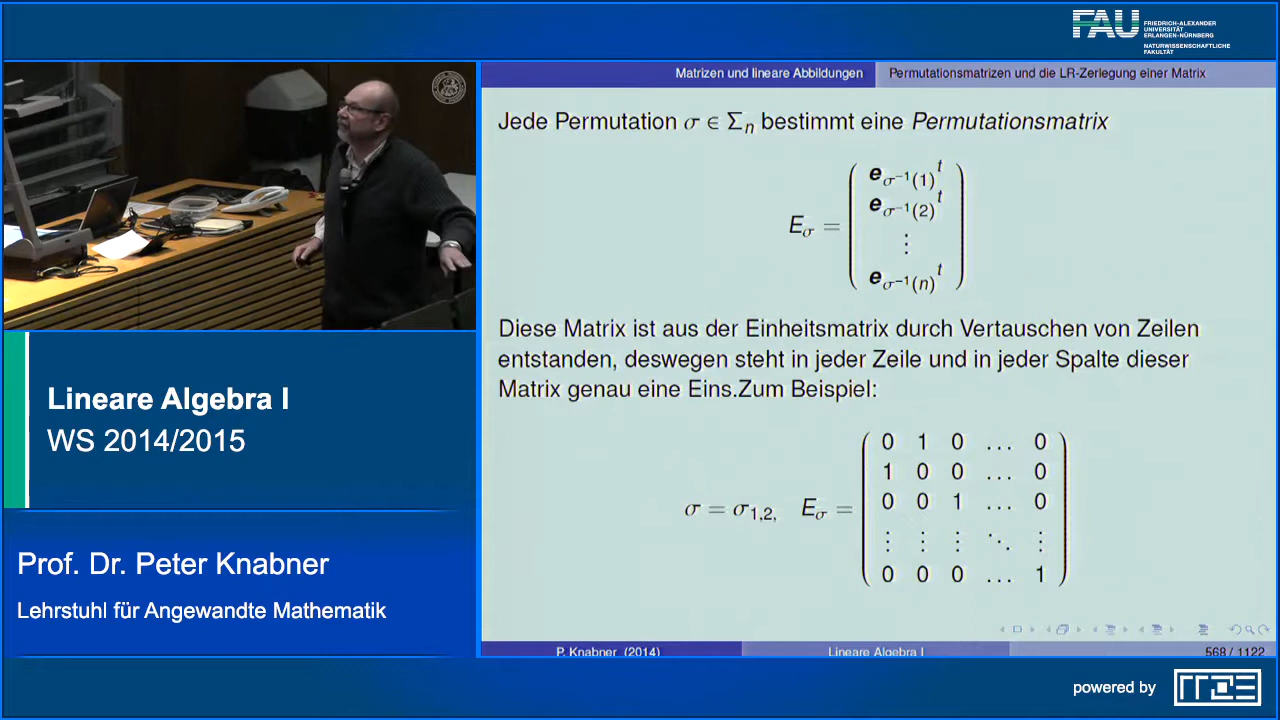 FAU
FRIEDRICH-ALEXANDER
UNIVERSITÄT
ERLANGEN-NÜRNBERG
NATURWISSENSCHAFTLICHE
FAKULTÄT
Matrizen und lineare Abbildungen
Permutationsmatrizen und die LR-Zerlegung einer Matrix
Jede Permutation σ ∈ Σₙ bestimmt eine Permutationsmatrix
E_σ = ( e_{σ⁻¹(1)}^t
e_{σ⁻¹(2)}^t
⋮
e_{σ⁻¹(n)}^t )
Diese Matrix ist aus der Einheitsmatrix durch Vertauschen von Zeilen
entstanden, deswegen steht in jeder Zeile und in jeder Spalte dieser
Matrix genau eine Eins.Zum Beispiel:
σ = σ_{1,2,} E_σ =
0 1 0 … 0
1 0 0 … 0
0 0 1 … 0
⋮ ⋮ ⋮ ⋱ ⋮
0 0 0 … 1
P. Knabner (2014)
Lineare Algebra I
568 / 1122
Lineare Algebra I
WS 2014/2015
Prof. Dr. Peter Knabner
Lehrstuhl für Angewandte Mathematik
powered by